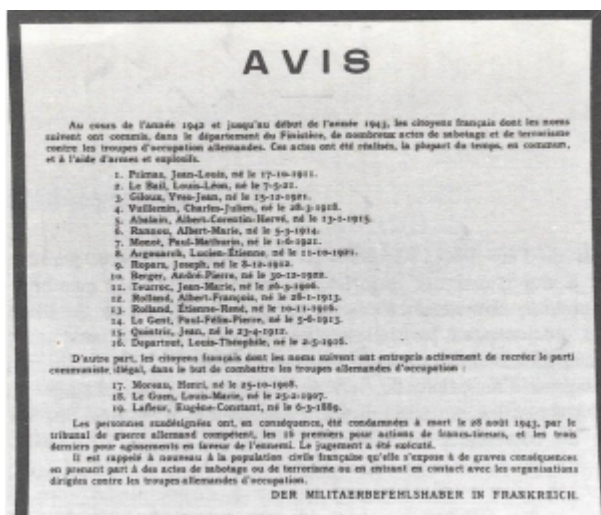 AVIS
Au cours de l'année 1942 et jusqu'au début de l'année 1943, les citoyens français dont les noms
suivent ont commis, dans le département du Finistère, de nombreux actes de sabotage et de terrorisme
contre les troupes d'occupation allemandes. Ces actes ont été réalisés, la plupart du temps, en commun,
et à l'aide d'armes et explosifs.
1. Primas, Jean-Louis, né le 17-10-1911.
2. Le Bail, Louis-Léon, né le 7-5-21.
3. Giloux, Yves-Jean, né le 15-12-1921.
4. Vuillemin, Charles-Julien, né le 28-3-1918.
5. Abalain, Albert-Corentin-Hervé, né le 13-1-1915.
6. Rannou, Albert-Marie, né le 5-9-1914.
7. Monot, Paul-Mathurin, né le 1-6-1921.
8. Argouarch, Lucien-Étienne, né le 11-10-1921.
9. Ropars, Joseph, né le 8-12-1912.
10. Berger, André-Pierre, né le 30-12-1922.
11. Teurroc, Jean-Marie, né le 26-9-1906.
12. Rolland, Albert-François, né le 28-1-1913.
13. Rolland, Étienne-René, né le 10-11-1916.
14. Le Gent, Paul-Félix-Pierre, né le 5-6-1913.
15. Quintric, Jean, né le 23-4-1912.
16. Departout, Louis-Théophile, né le 2-5-1916.
D'autre part, les citoyens français dont les noms suivent ont entrepris activement de recréer le parti
communiste illégal, dans le but de combattre les troupes allemandes d'occupation :
17. Moreau, Henri, né le 25-10-1908.
18. Le Guen, Louis-Marie, né le 25-2-1907.
19. Lafleur, Eugène-Constant, né le 6-3-1889.
Les personnes susdésignées ont, en conséquence, été condamnées à mort le 28 août 1943, par le
tribunal de guerre allemand compétent, les 16 premiers pour actions de francs-tireurs, et les trois
derniers pour agissements en faveur de l'ennemi. Le jugement a été exécuté.
Il est rappelé à nouveau à la population civile française qu'elle s'expose à de graves conséquences
en prenant part à des actes de sabotage ou de terrorisme ou en entrant en contact avec les organisations
dirigées contre les troupes allemandes d'occupation.
DER MILITAERBEFEHLSHABER IN FRANKREICH.